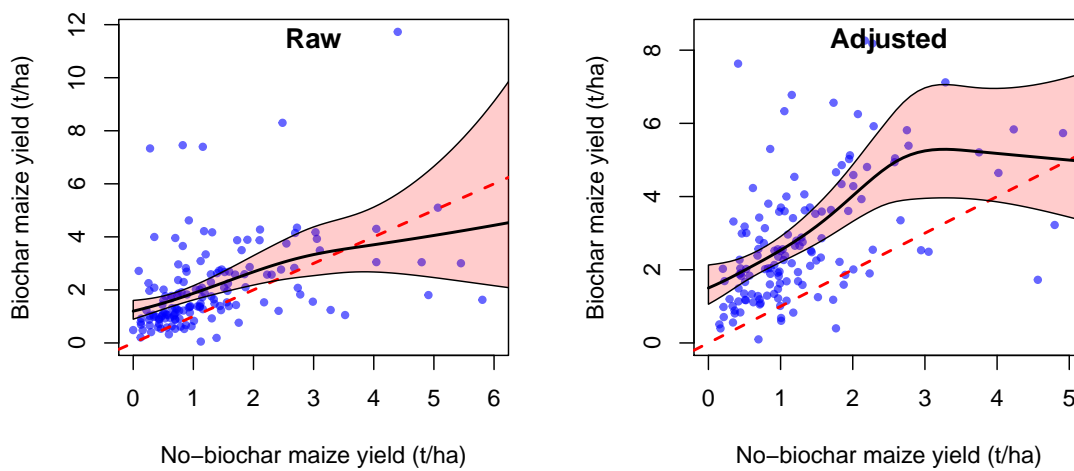 Raw
Biochar maize yield (t/ha)
0
2
4
6
8
10
12
0 1 2 3 4 5 6
No−biochar maize yield (t/ha)
Adjusted
Biochar maize yield (t/ha)
0
2
4
6
8
0 1 2 3 4 5
No−biochar maize yield (t/ha)